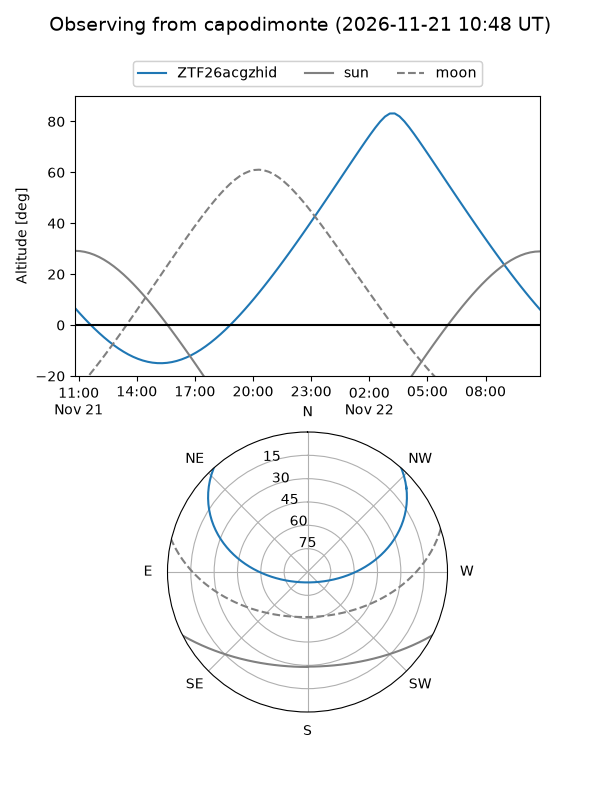 Observing from capodimonte (2026-11-21 10:48 UT)
ZTF26acgzhid sun moon
Altitude [deg]
80
60
40
20
0
−20
11:00 14:00 17:00 20:00 23:00 02:00 05:00 08:00
Nov 21 Nov 22
N
NE NW
15
30
45
60
75
E W
SE SW
S